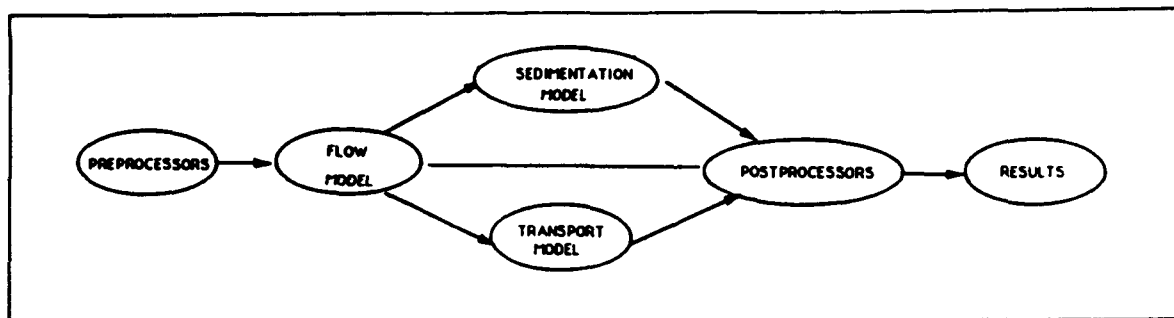 SEDIMENTATION
MODEL
PREPROCESSORS
FLOW
MODEL
POSTPROCESSORS
RESULTS
TRANSPORT
MODEL